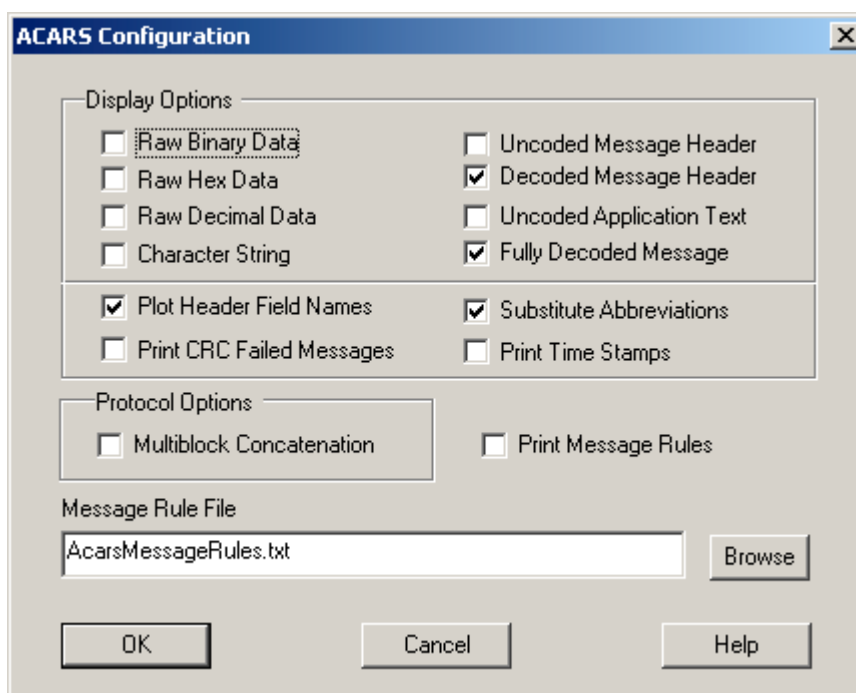 ACARS Configuration
Display Options
Raw Binary Data
Uncoded Message Header
Raw Hex Data
Decoded Message Header
Raw Decimal Data
Uncoded Application Text
Character String
Fully Decoded Message
Plot Header Field Names
Substitute Abbreviations
Print CRC Failed Messages
Print Time Stamps
Protocol Options
Multiblock Concatenation
Print Message Rules
Message Rule File
AcarsMessageRules.txt
Browse
OK
Cancel
Help